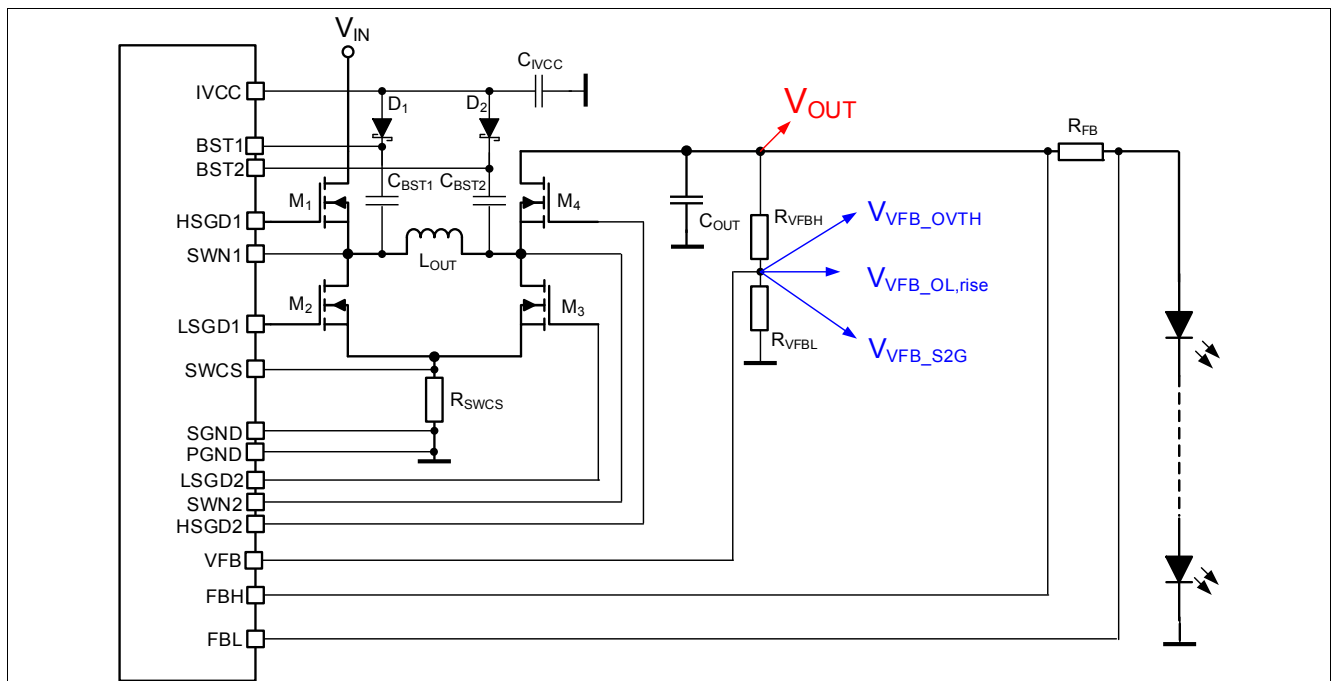 VIN
CIVCC
IVCC
D1
D2
VOUT
RFB
BST1
BST2
CBST1
CBST2
M1
M4
HSGD1
COUT
RVFBH
VVFB_OVTH
SWN1
LOUT
VVFB_OL,rise
M2
M3
LSGD1
RVFBL
VVFB_S2G
SWCS
RSWCS
SGND
PGND
LSGD2
SWN2
HSGD2
VFB
FBH
FBL